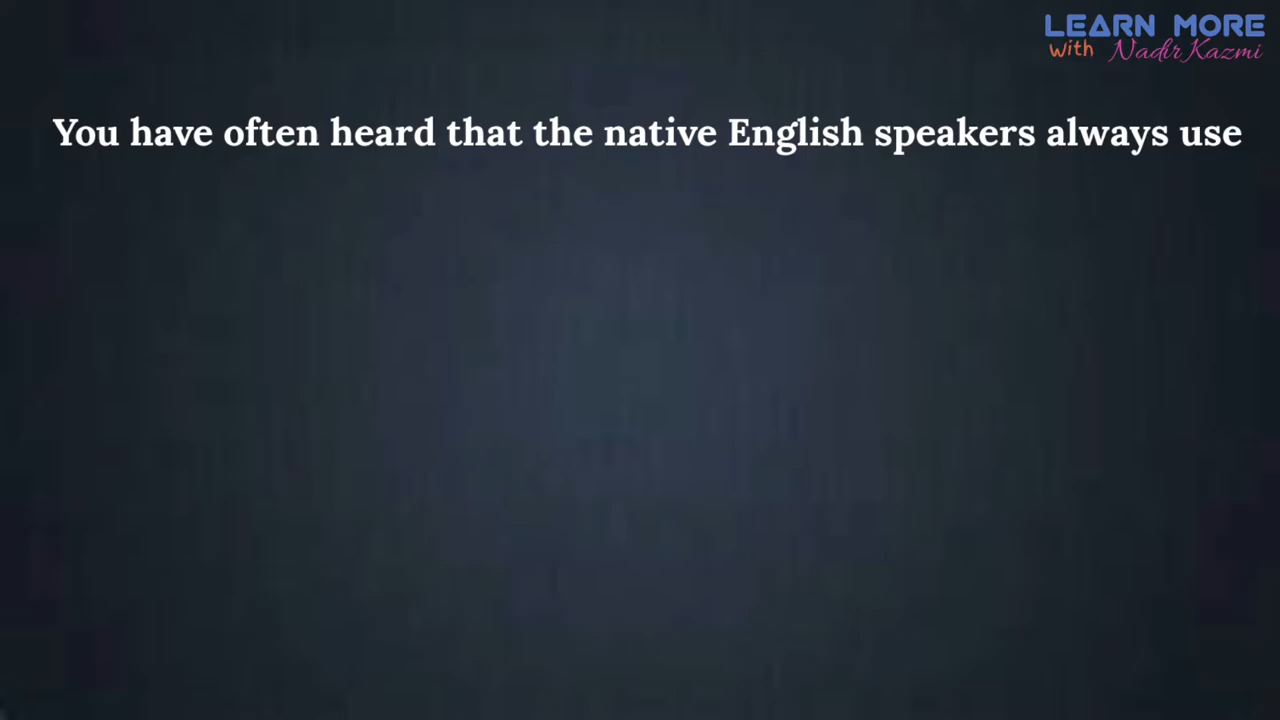 LEARN MORE
with Nadir Kazmi
You have often heard that the native English speakers always use